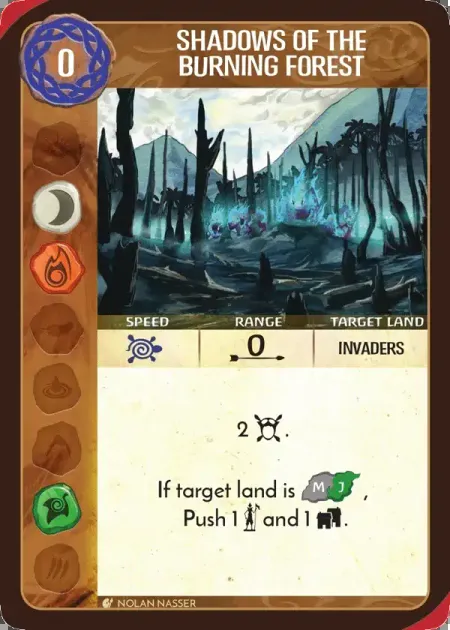 0
SHADOWS OF THE
BURNING FOREST
SPEED RANGE TARGET LAND
0 INVADERS
2 .
If target land is M J ,
Push 1 and 1 .
NOLAN NASSER